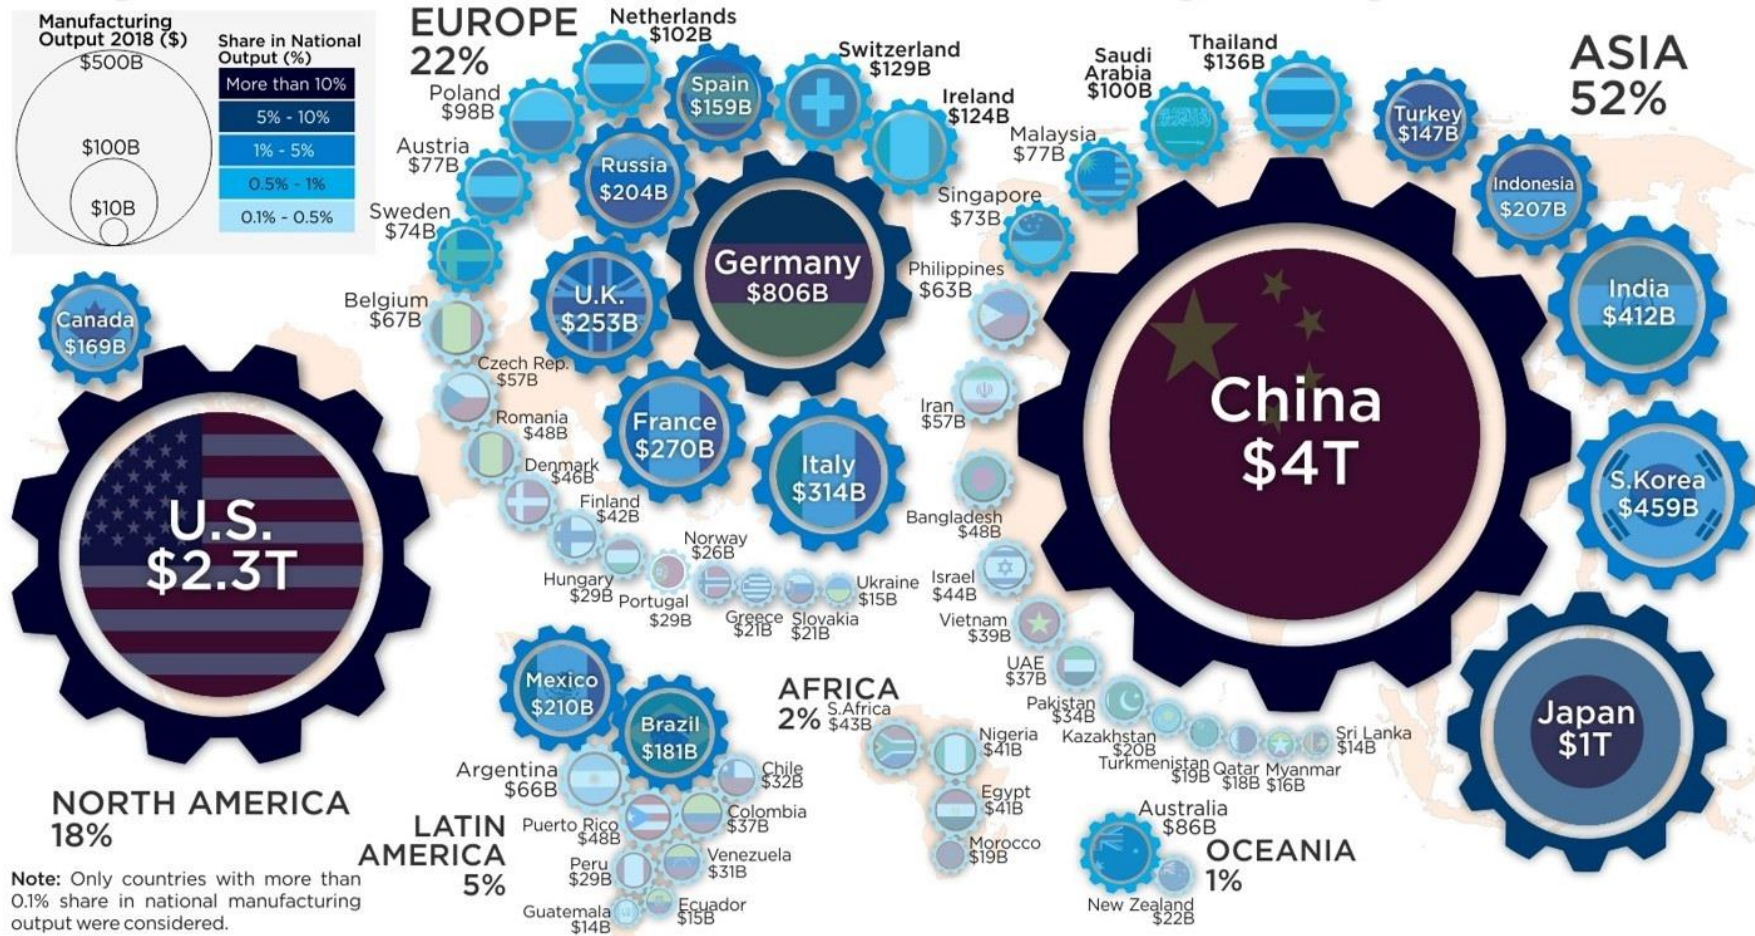 Manufacturing
Output 2018 ($)
$500B
$100B
$10B
Share in National
Output (%)
More than 10%
5% - 10%
1% - 5%
0.5% - 1%
0.1% - 0.5%
EUROPE
22%
Netherlands
$102B
Spain
$159B
Switzerland
$129B
Ireland
$124B
Poland
$98B
Austria
$77B
Sweden
$74B
Russia
$204B
Germany
$806B
U.K.
$253B
Belgium
$67B
Czech Rep.
$57B
Romania
$48B
Denmark
$46B
Finland
$42B
France
$270B
Italy
$314B
Hungary
$29B
Portugal
$29B
Norway
$26B
Greece
$21B
Slovakia
$21B
Ukraine
$15B
ASIA
52%
Saudi
Arabia
$100B
Thailand
$136B
Turkey
$147B
Malaysia
$77B
Indonesia
$207B
Singapore
$73B
India
$412B
Philippines
$63B
China
$4T
Iran
$57B
S.Korea
$459B
Bangladesh
$48B
Israel
$44B
Vietnam
$39B
UAE
$37B
Pakistan
$34B
Kazakhstan
$20B
Turkmenistan
$19B
Qatar
$18B
Myanmar
$16B
Sri Lanka
$14B
Japan
$1T
Canada
$169B
U.S.
$2.3T
NORTH AMERICA
18%
Note: Only countries with more than
0.1% share in national manufacturing
output were considered.
Mexico
$210B
Brazil
$181B
Argentina
$66B
Chile
$32B
Puerto Rico
$48B
Colombia
$37B
LATIN
AMERICA
5%
Peru
$29B
Venezuela
$31B
Guatemala
$14B
Ecuador
$15B
AFRICA
2%
S.Africa
$43B
Nigeria
$41B
Egypt
$41B
Morocco
$19B
Australia
$86B
OCEANIA
1%
New Zealand
$22B